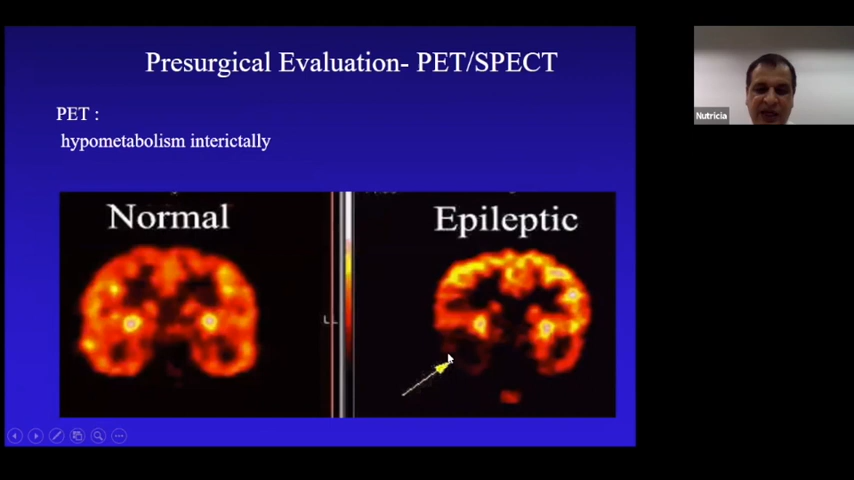 Presurgical Evaluation- PET/SPECT
PET :
hypometabolism interictally
Normal
Epileptic
Nutricia